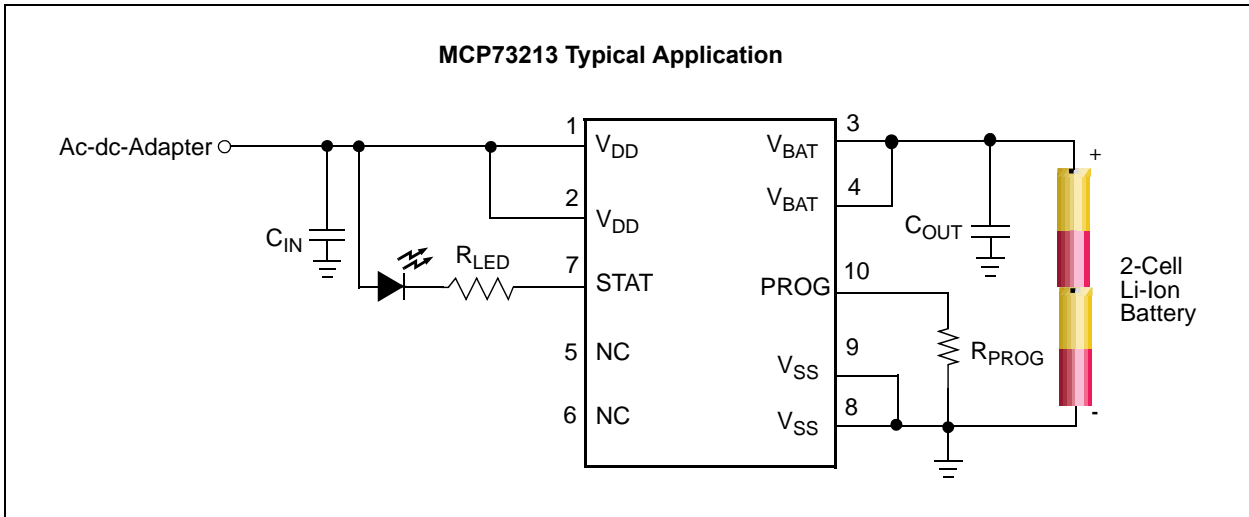 MCP73213 Typical Application
Ac-dc-Adapter
1
VDD
2
VDD
CIN
RLED
7
STAT
5
NC
6
NC
3
VBAT
4
VBAT
COUT
10
PROG
RPROG
9
VSS
8
VSS
+
-
2-Cell
Li-Ion
Battery